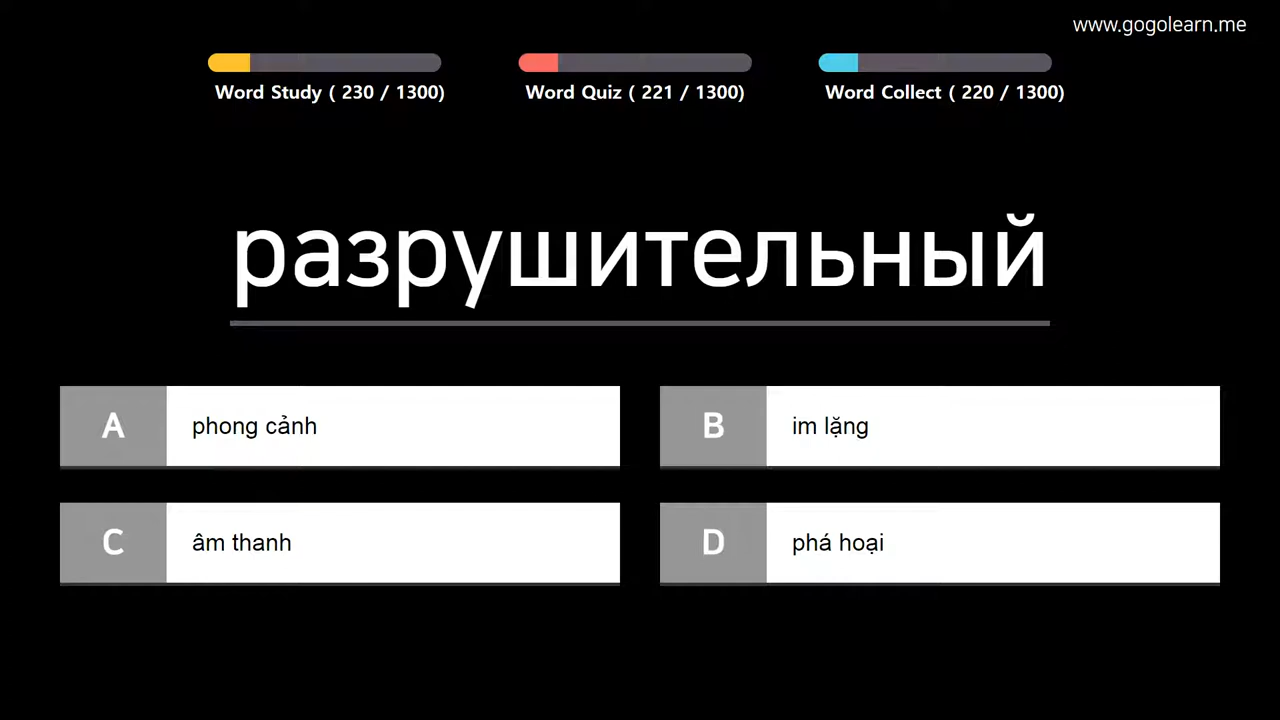 www.gogolearn.me
Word Study ( 230 / 1300)
Word Quiz ( 221 / 1300)
Word Collect ( 220 / 1300)
разрушительный
A phong cảnh
B im lặng
C âm thanh
D phá hoại